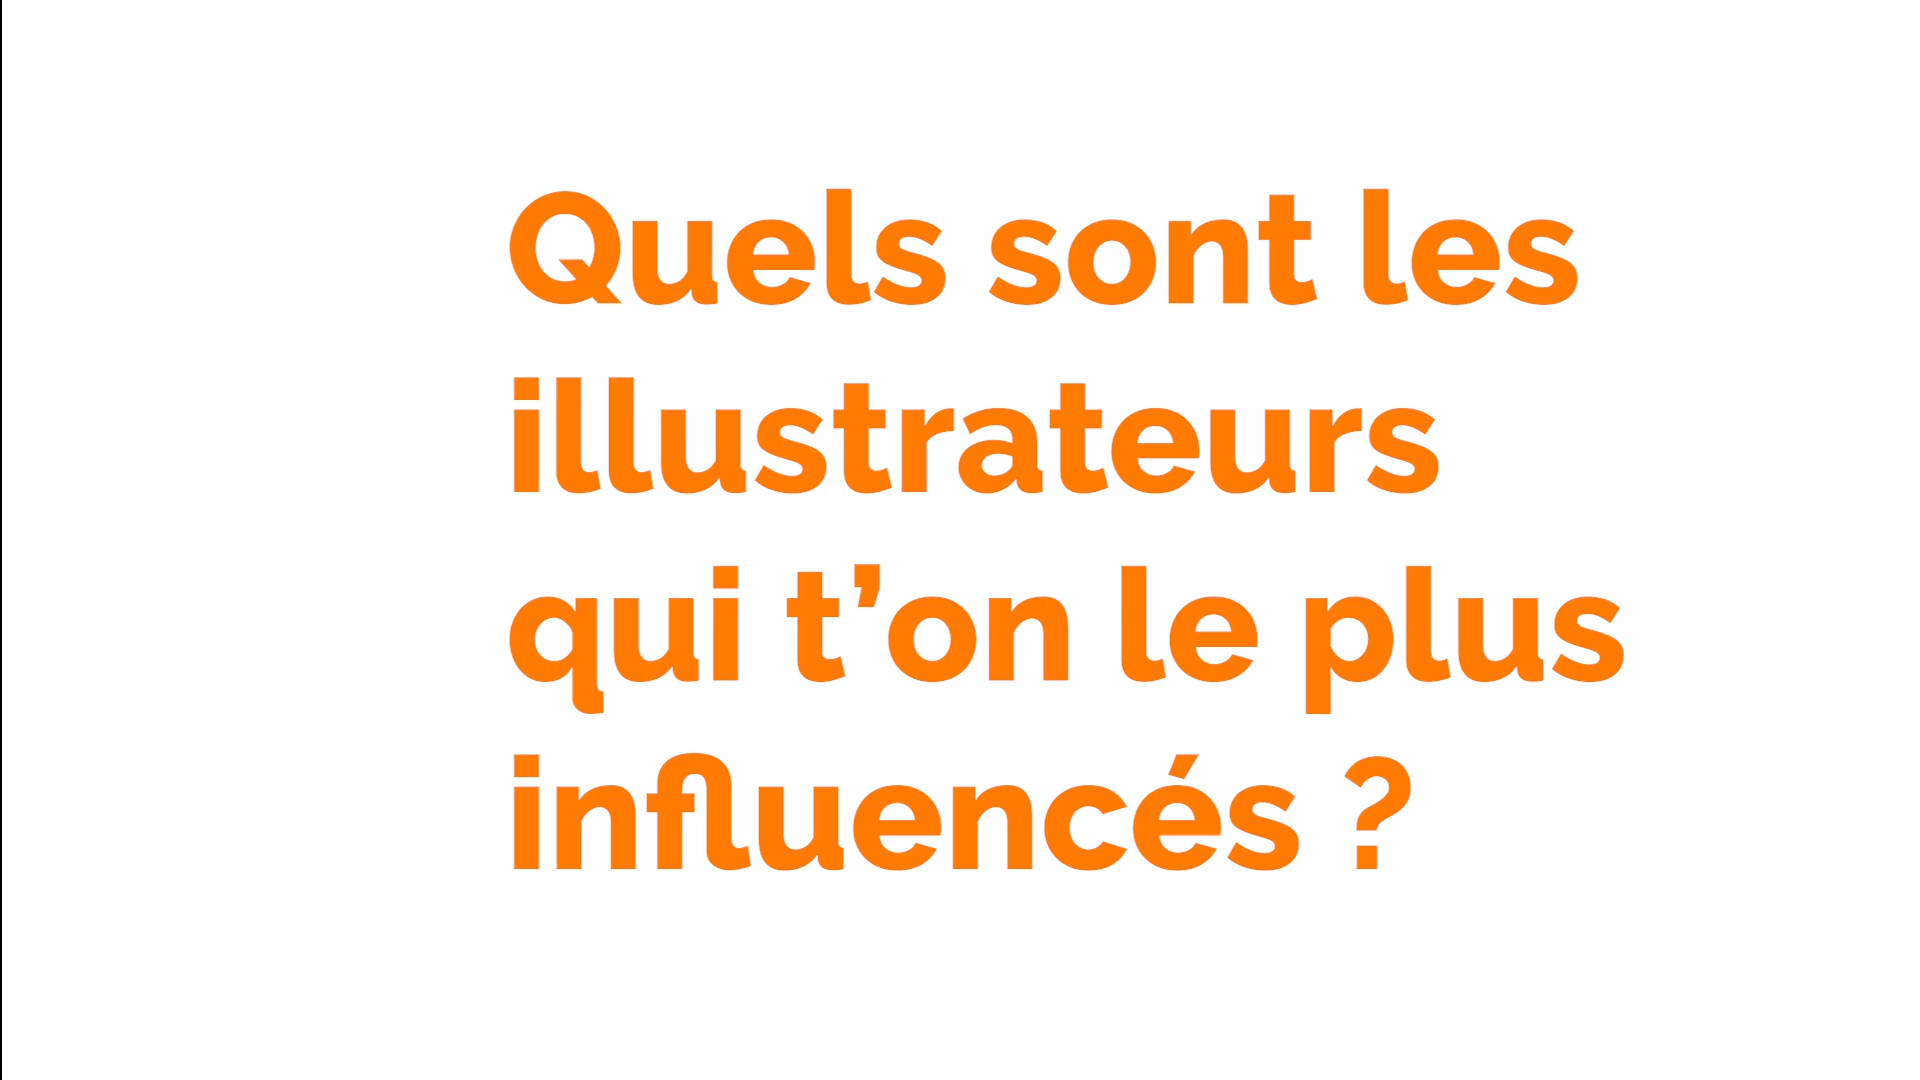 Quels sont les
illustrateurs
qui t’on le plus
influencés ?